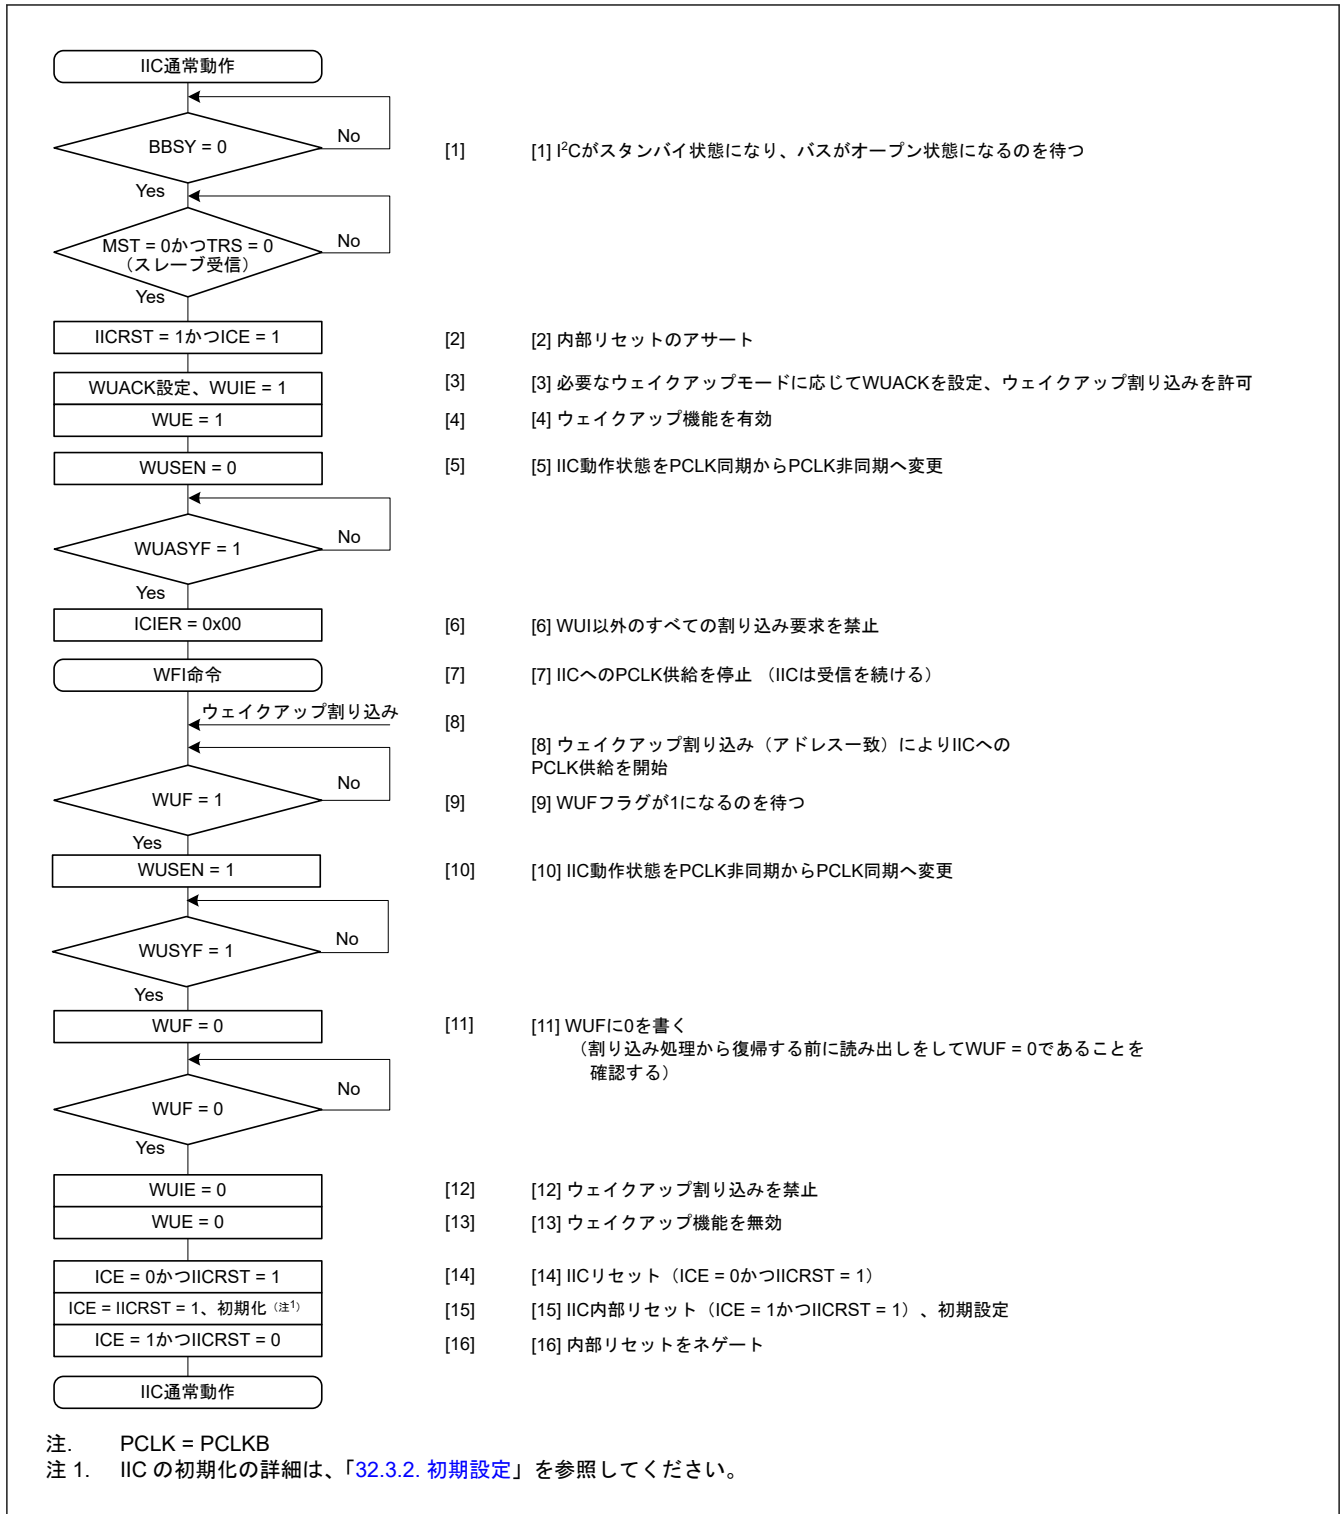 IIC通常動作
BBSY = 0
No
[1]
[1] I²Cがスタンバイ状態になり、バスがオープン状態になるのを待つ
Yes
MST = 0かつTRS = 0
（スレーブ受信）
No
Yes
IICRST = 1かつICE = 1
[2]
[2] 内部リセットのアサート
WUACK設定、WUIE = 1
[3]
[3] 必要なウェイクアップモードに応じてWUACKを設定、ウェイクアップ割り込みを許可
WUE = 1
[4]
[4] ウェイクアップ機能を有効
WUSEN = 0
[5]
[5] IIC動作状態をPCLK同期からPCLK非同期へ変更
WUASYF = 1
No
Yes
ICIER = 0x00
[6]
[6] WUI以外のすべての割り込み要求を禁止
WFI命令
[7]
[7] IICへのPCLK供給を停止 （IICは受信を続ける）
ウェイクアップ割り込み
[8]
[8] ウェイクアップ割り込み（アドレス一致）によりIICへの
PCLK供給を開始
WUF = 1
No
[9]
[9] WUFフラグが1になるのを待つ
Yes
WUSEN = 1
[10]
[10] IIC動作状態をPCLK非同期からPCLK同期へ変更
WUSYF = 1
No
Yes
WUF = 0
[11]
[11] WUFに0を書く
（割り込み処理から復帰する前に読み出しをしてWUF = 0であることを
確認する）
WUF = 0
No
Yes
WUIE = 0
[12]
[12] ウェイクアップ割り込みを禁止
WUE = 0
[13]
[13] ウェイクアップ機能を無効
ICE = 0かつIICRST = 1
[14]
[14] IICリセット（ICE = 0かつIICRST = 1）
ICE = IICRST = 1、初期化（注1）
[15]
[15] IIC内部リセット（ICE = 1かつIICRST = 1）、初期設定
ICE = 1かつIICRST = 0
[16]
[16] 内部リセットをネゲート
IIC通常動作
注. PCLK = PCLKB
注 1. IIC の初期化の詳細は、「32.3.2. 初期設定」を参照してください。